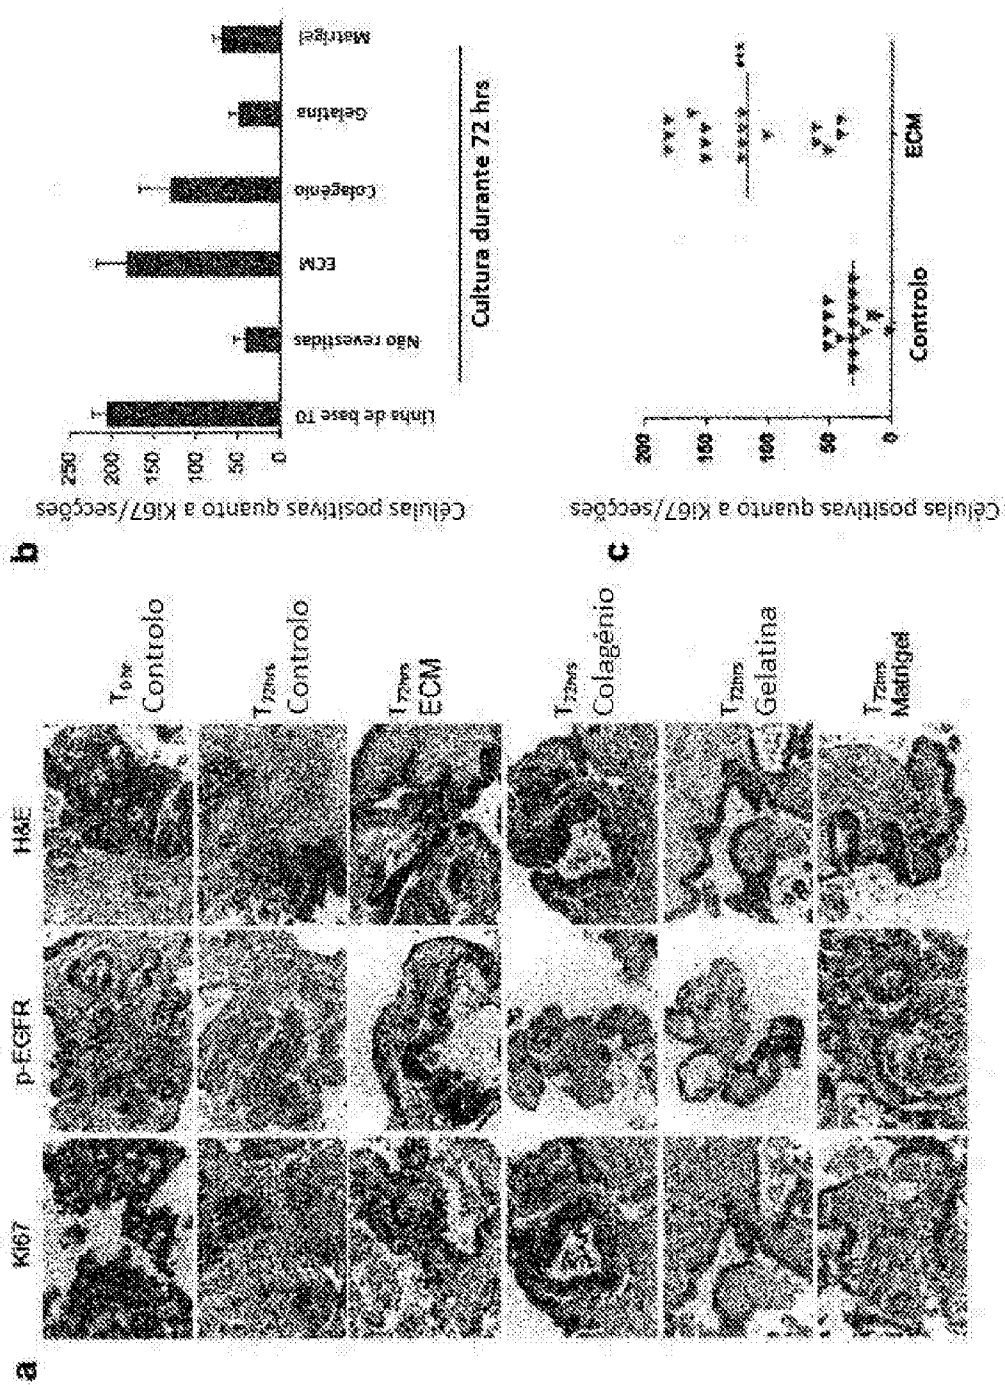 a
Ki67
p-EGFR
H&E
T0 hr
Controlo
T72hrs
Controlo
T72hrs
ECM
T72hrs
Colagénio
T72hrs
Gelatina
T72hrs
Matrigel
b
Células positivas quanto a Ki67/secções
250
200
150
100
50
0
Linha de base T0
Não revestidas
ECM
Colagénio
Gelatina
Matrigel
Cultura durante 72 hrs
c
Células positivas quanto a Ki67/secções
200
150
100
50
0
Controlo
ECM
***